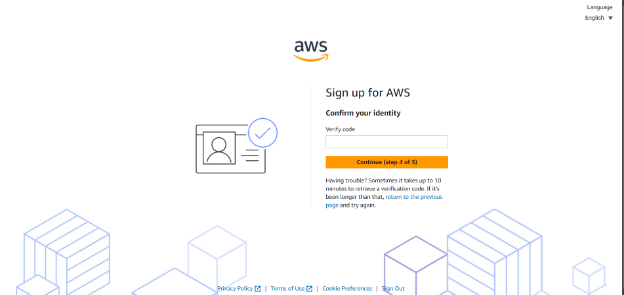 Language
English
aws
Sign up for AWS
Confirm your identity
Verify code
Continue (step 4 of 5)
Having trouble? Sometimes it takes up to 10
minutes to retrieve a verification code. If it's
been longer than that, return to the previous
page and try again.
Privacy Policy | Terms of Use | Cookie Preferences | Sign Out